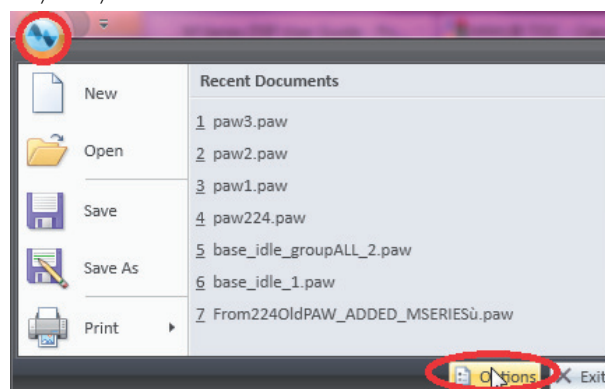 New
Open
Save
Save As
Print
Recent Documents
1 paw3.paw
2 paw2.paw
3 paw1.paw
4 paw224.paw
5 base_idle_groupALL_2.paw
6 base_idle_1.paw
7 From224OldPAW_ADDED_MSERIESù.paw
Options
Exit